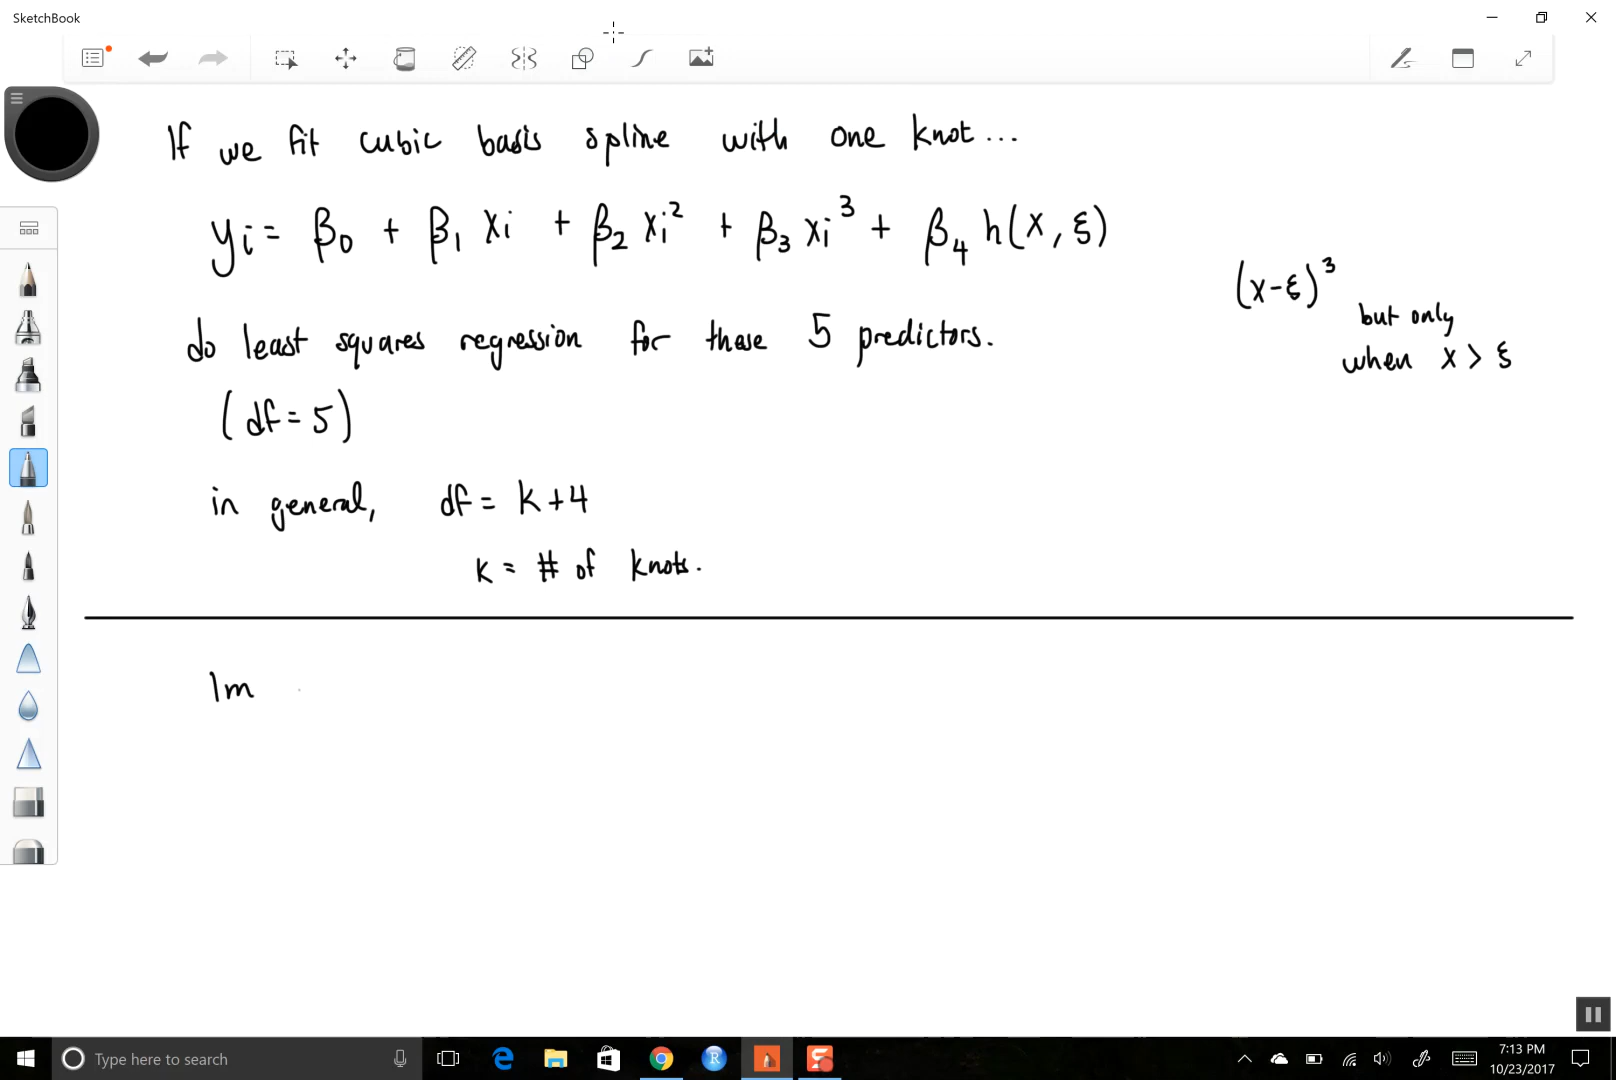 SketchBook
If we fit cubic basis spline with one knot...
yi = β₀ + β₁ xi + β₂ xi² + β₃ xi³ + β₄ h(x, ξ)
(x-ξ)³
but only
when x > ξ
do least squares regression for these 5 predictors.
(df = 5)
in general, df = K+4
K = # of knots.
lm
Type here to search
7:13 PM
10/23/2017